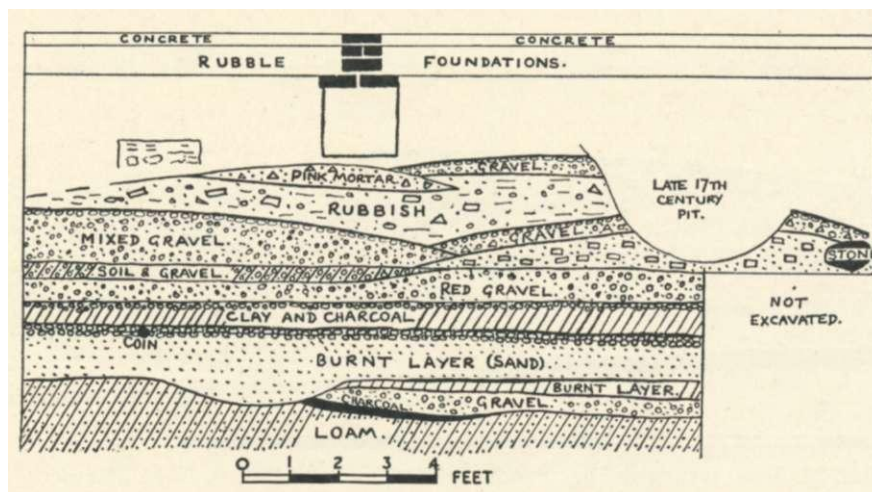 CONCRETE CONCRETE
RUBBLE FOUNDATIONS.
PINK MORTAR
GRAVEL
LATE 17TH
CENTURY
PIT.
RUBBISH
MIXED GRAVEL
GRAVEL
STONE
SOIL & GRAVEL
RED GRAVEL
NOT
EXCAVATED.
CLAY AND CHARCOAL
COIN
BURNT LAYER (SAND)
BURNT LAYER
CHARCOAL
GRAVEL
LOAM.
0 1 2 3 4 FEET